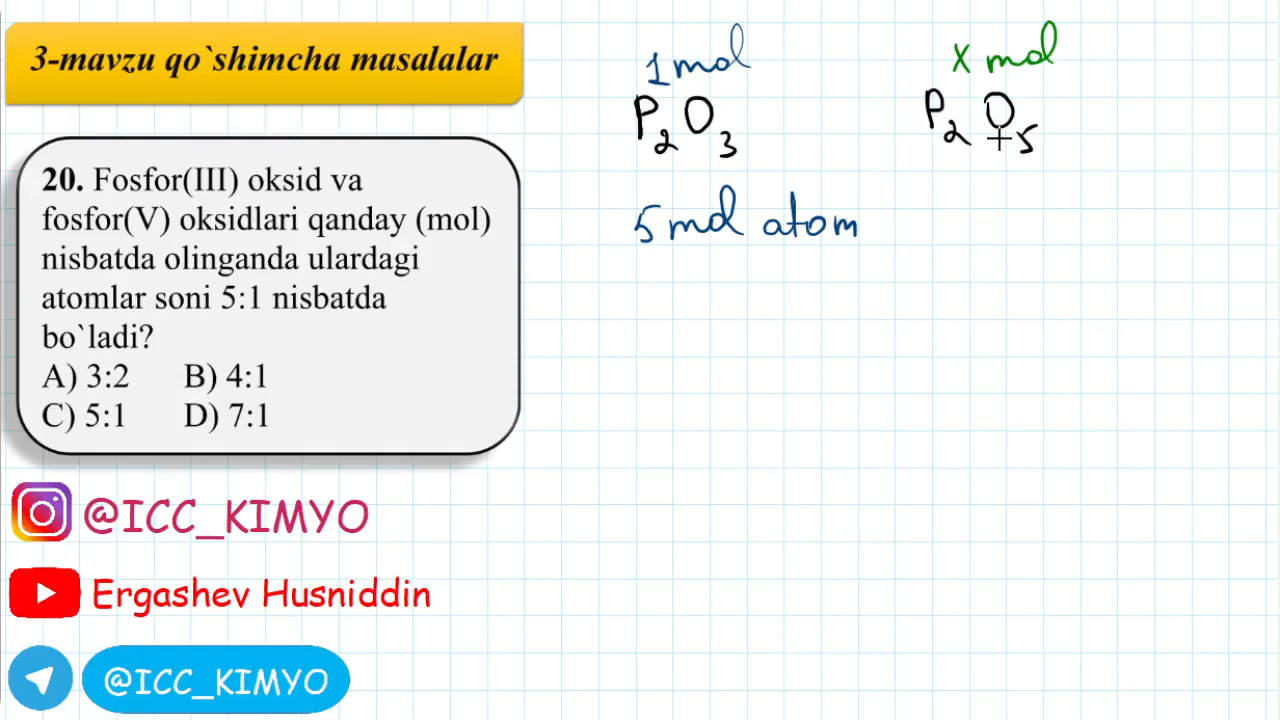 3-mavzu qo`shimcha masalalar
20. Fosfor(III) oksid va
fosfor(V) oksidlari qanday (mol)
nisbatda olinganda ulardagi
atomlar soni 5:1 nisbatda
bo`ladi?
A) 3:2 B) 4:1
C) 5:1 D) 7:1
@ICC_KIMYO
Ergashev Husniddin
@ICC_KIMYO
1 mol x mol
P2O3 P2O5
5 mol atom